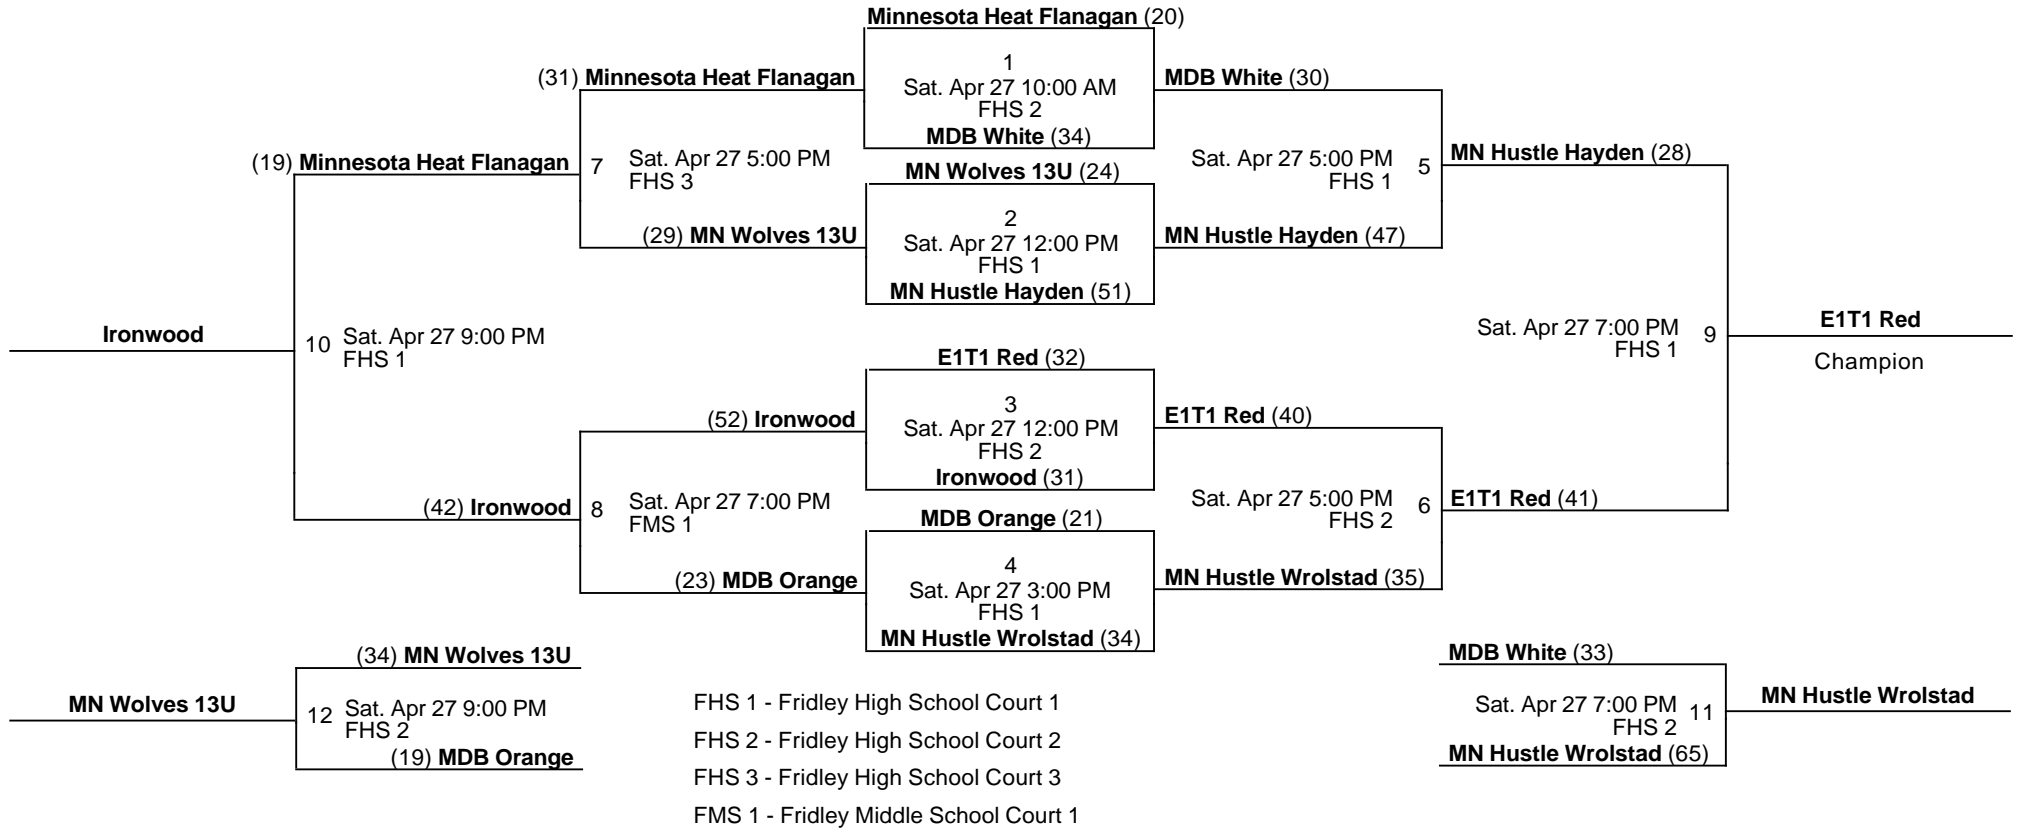 Minnesota Heat Flanagan (20)
1
Sat. Apr 27 10:00 AM
FHS 2
MDB White (34)
(31) Minnesota Heat Flanagan
MDB White (30)
(19) Minnesota Heat Flanagan
7 Sat. Apr 27 5:00 PM
FHS 3
MN Wolves 13U (24)
2
Sat. Apr 27 12:00 PM
FHS 1
MN Hustle Hayden (51)
Sat. Apr 27 5:00 PM 5
FHS 1
MN Hustle Hayden (28)
(29) MN Wolves 13U
MN Hustle Hayden (47)
Ironwood
10 Sat. Apr 27 9:00 PM
FHS 1
E1T1 Red (32)
3
Sat. Apr 27 12:00 PM
FHS 2
Ironwood (31)
Sat. Apr 27 7:00 PM 9
FHS 1
E1T1 Red
Champion
(52) Ironwood
E1T1 Red (40)
(42) Ironwood
8 Sat. Apr 27 7:00 PM
FMS 1
MDB Orange (21)
4
Sat. Apr 27 3:00 PM
FHS 1
MN Hustle Wrolstad (34)
Sat. Apr 27 5:00 PM 6
FHS 2
E1T1 Red (41)
(23) MDB Orange
MN Hustle Wrolstad (35)
(34) MN Wolves 13U
MN Wolves 13U
12 Sat. Apr 27 9:00 PM
FHS 2
(19) MDB Orange
FHS 1 - Fridley High School Court 1
FHS 2 - Fridley High School Court 2
FHS 3 - Fridley High School Court 3
FMS 1 - Fridley Middle School Court 1
MDB White (33)
Sat. Apr 27 7:00 PM 11
FHS 2
MN Hustle Wrolstad (65)
MN Hustle Wrolstad